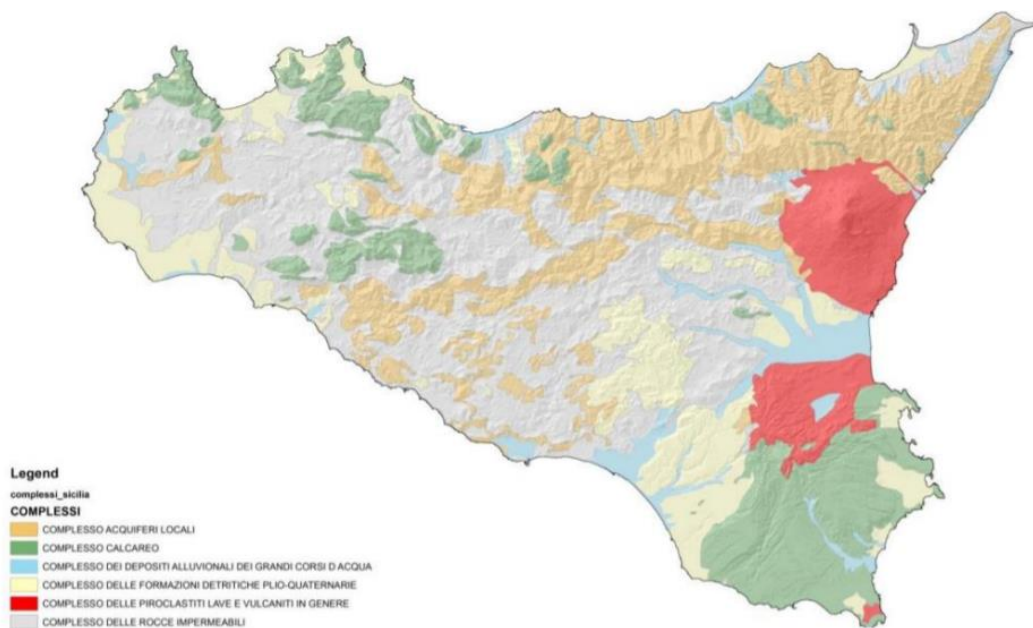 Legend
complessi_sicilia
COMPLESSI
COMPLESSO ACQUIFERI LOCALI
COMPLESSO CALCAREO
COMPLESSO DEI DEPOSITI ALLUVIONALI DEI GRANDI CORSI D ACQUA
COMPLESSO DELLE FORMAZIONI DETRITICHE PLIO-QUATERNARIE
COMPLESSO DELLE PIROCLASTITI LAVE E VULCANITI IN GENERE
COMPLESSO DELLE ROCCE IMPERMEABILI